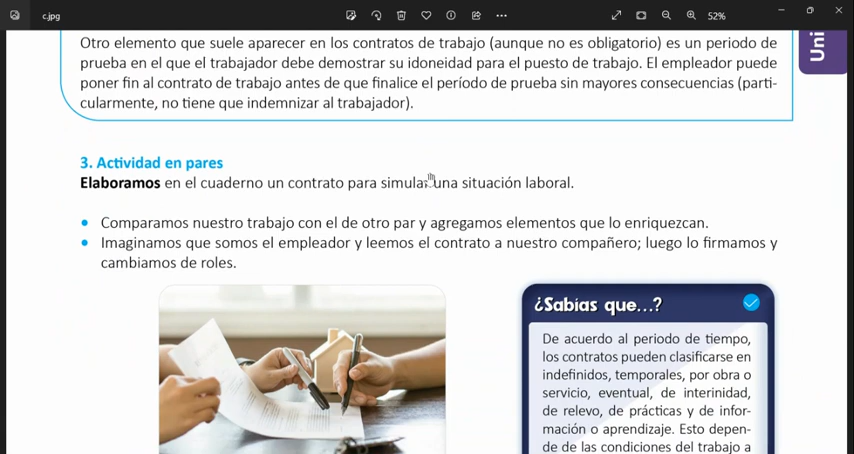 c.jpg
52%
Uni
Otro elemento que suele aparecer en los contratos de trabajo (aunque no es obligatorio) es un periodo de
prueba en el que el trabajador debe demostrar su idoneidad para el puesto de trabajo. El empleador puede
poner fin al contrato de trabajo antes de que finalice el período de prueba sin mayores consecuencias (parti-
cularmente, no tiene que indemnizar al trabajador).
3. Actividad en pares
Elaboramos en el cuaderno un contrato para simular una situación laboral.
• Comparamos nuestro trabajo con el de otro par y agregamos elementos que lo enriquezcan.
• Imaginamos que somos el empleador y leemos el contrato a nuestro compañero; luego lo firmamos y
cambiamos de roles.
¿Sabías que...?
De acuerdo al periodo de tiempo,
los contratos pueden clasificarse en
indefinidos, temporales, por obra o
servicio, eventual, de interinidad,
de relevo, de prácticas y de infor-
mación o aprendizaje. Esto depen-
de de las condiciones del trabajo a